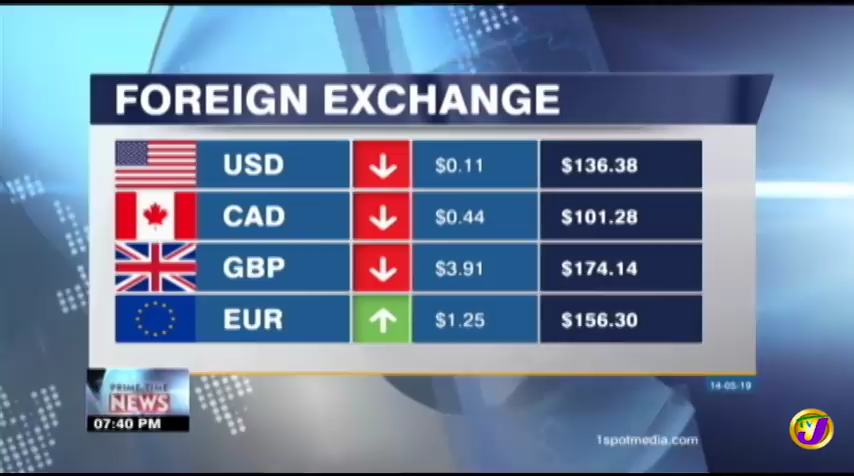 FOREIGN EXCHANGE
USD $0.11 $136.38
CAD $0.44 $101.28
GBP $3.91 $174.14
EUR $1.25 $156.30
14-05-19
PRIME TIME
NEWS
07:40 PM
1spotmedia.com
TVJ